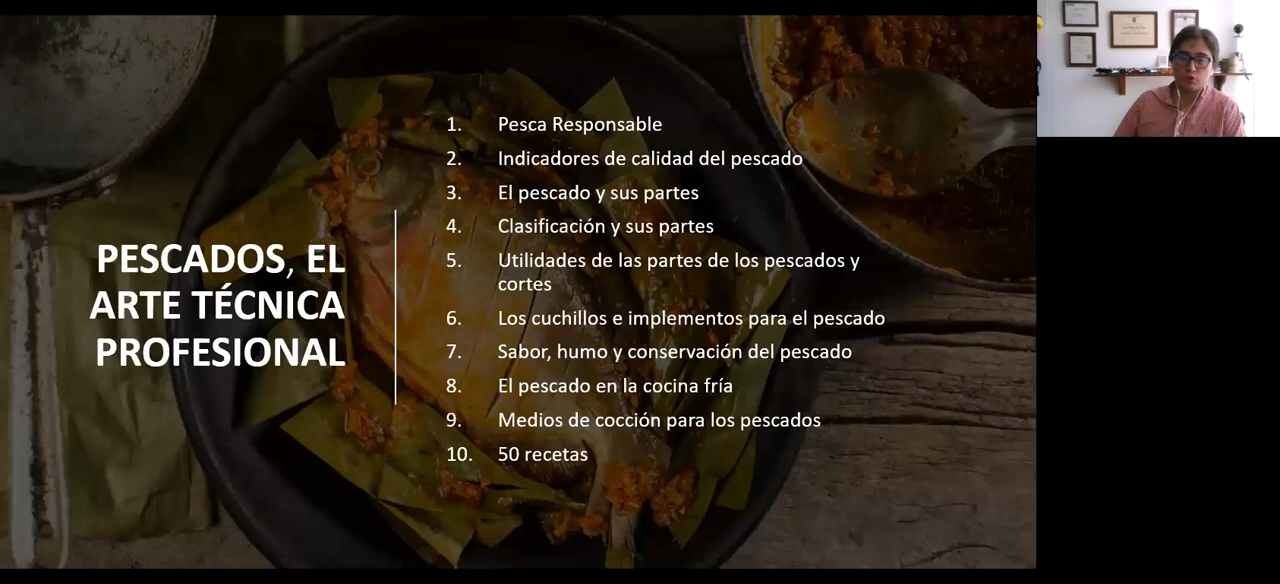 PESCADOS, EL
ARTE TÉCNICA
PROFESIONAL
1. Pesca Responsable
2. Indicadores de calidad del pescado
3. El pescado y sus partes
4. Clasificación y sus partes
5. Utilidades de las partes de los pescados y
cortes
6. Los cuchillos e implementos para el pescado
7. Sabor, humo y conservación del pescado
8. El pescado en la cocina fría
9. Medios de cocción para los pescados
10. 50 recetas